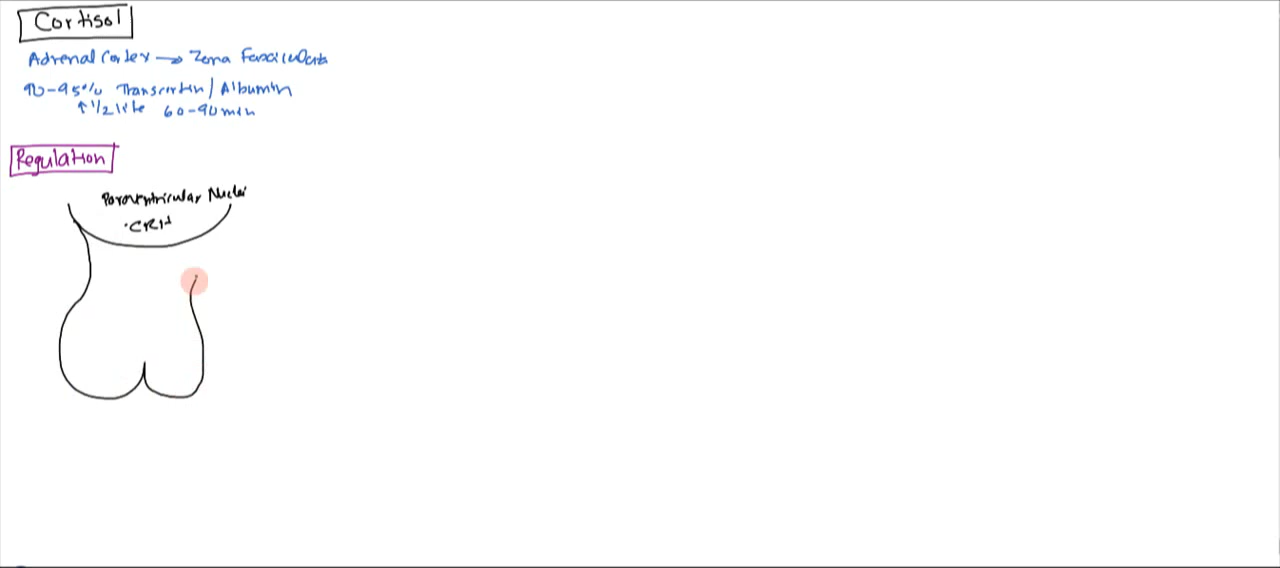 Cortisol
Adrenal Cortex → Zona Fasciculata
90-95% Transcortin / Albumin
↑ 1/2 life 60-90 min
Regulation
Paraventricular Nuclei
·CRH